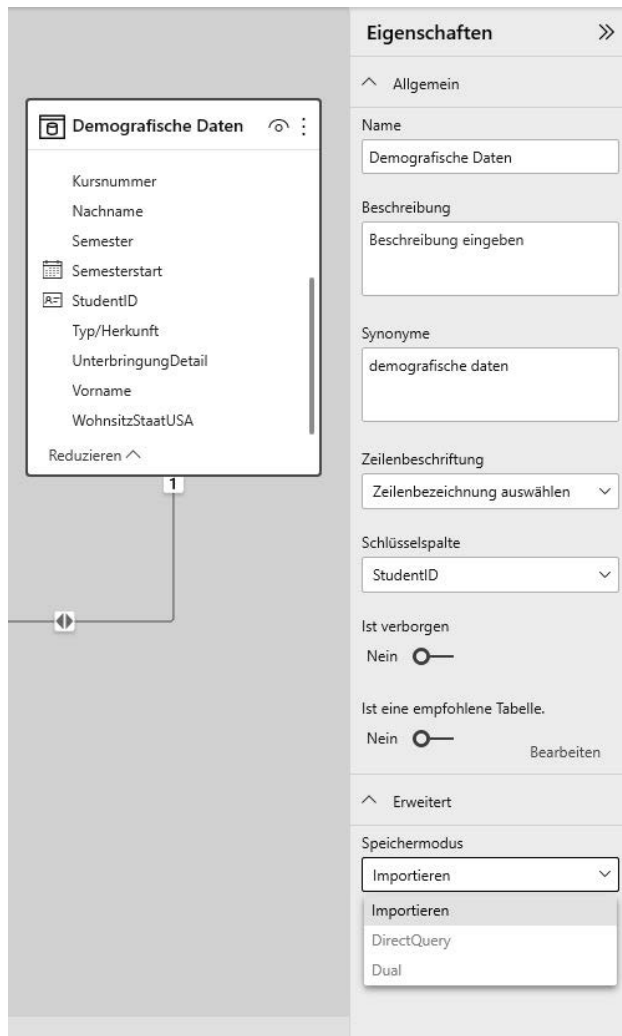 Demografische Daten
Kursnummer
Nachname
Semester
Semesterstart
StudentID
Typ/Herkunft
UnterbringungDetail
Vorname
WohnsitzStaatUSA
Reduzieren
1
Eigenschaften
Allgemein
Name
Demografische Daten
Beschreibung
Beschreibung eingeben
Synonyme
demografische daten
Zeilenbeschriftung
Zeilenbezeichnung auswählen
Schlüsselspalte
StudentID
Ist verborgen
Nein
Ist eine empfohlene Tabelle.
Nein
Bearbeiten
Erweitert
Speichermodus
Importieren
Importieren
DirectQuery
Dual